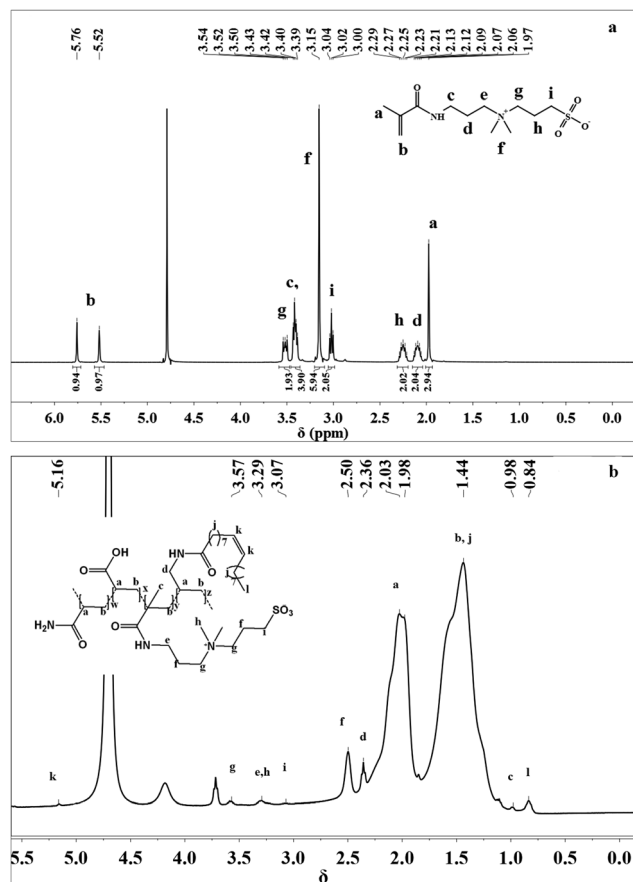 5.76
5.52
3.54
3.52
3.50
3.43
3.42
3.40
3.39
3.15
3.04
3.02
3.00
2.29
2.27
2.25
2.23
2.21
2.13
2.12
2.09
2.07
2.06
1.97
a
O
NH
N+
S
O
O
O-
a
b
c
d
e
f
g
h
i
b
g
c,
f
i
h
d
a
0.94
0.97
1.93
3.90
5.94
2.05
2.02
2.04
2.94
6.0 5.5 5.0 4.5 4.0 3.5 3.0 2.5 2.0 1.5 1.0 0.5 0.0
δ (ppm)
5.16
3.57
3.29
3.07
2.50
2.36
2.03
1.98
1.44
0.98
0.84
b
j k
7
k
O
HN
7
l
d
OH
O
a b x c a b z
a b w b y
H2N
O
O
NH
e
f
g
h
N
g
f
i
SO3
k
g
e,h
i
f
d
a
b, j
c
l
5.5 5.0 4.5 4.0 3.5 3.0 2.5 2.0 1.5 1.0 0.5 0.0
δ